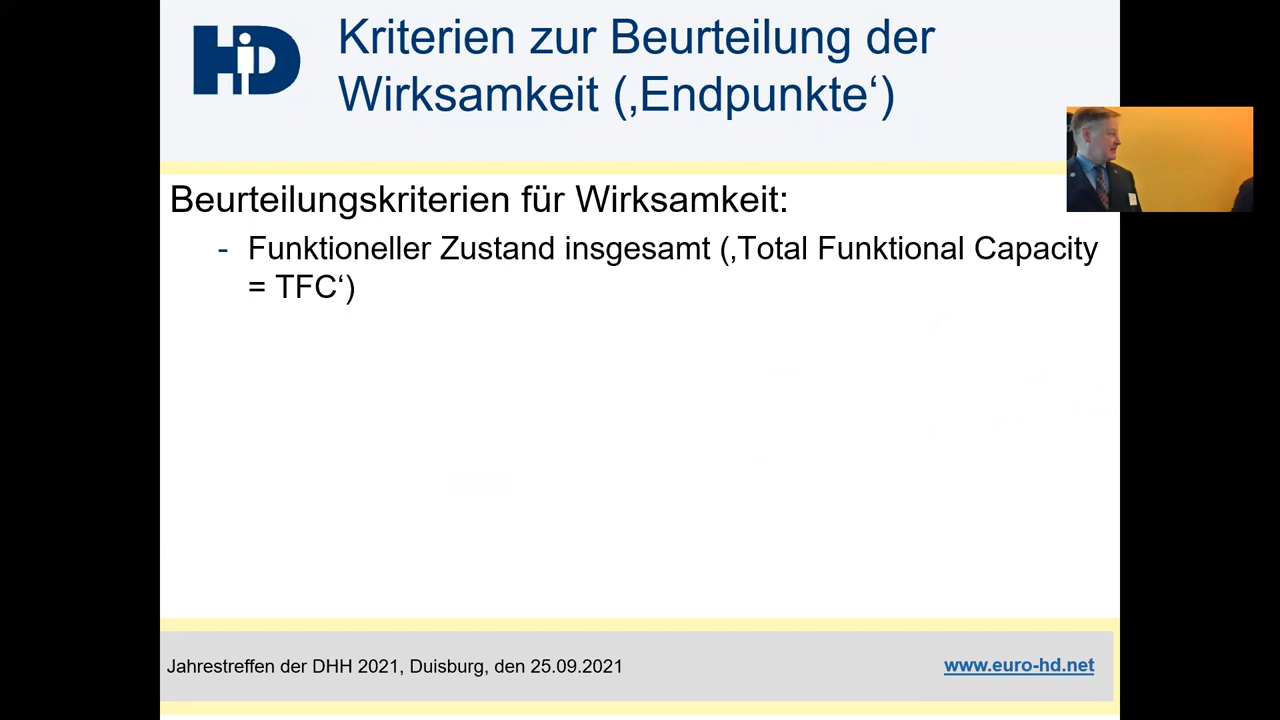 HD
Kriterien zur Beurteilung der
Wirksamkeit (‚Endpunkte‘)
Beurteilungskriterien für Wirksamkeit:
- Funktioneller Zustand insgesamt (‚Total Funktional Capacity
= TFC‘)
Jahrestreffen der DHH 2021, Duisburg, den 25.09.2021
www.euro-hd.net